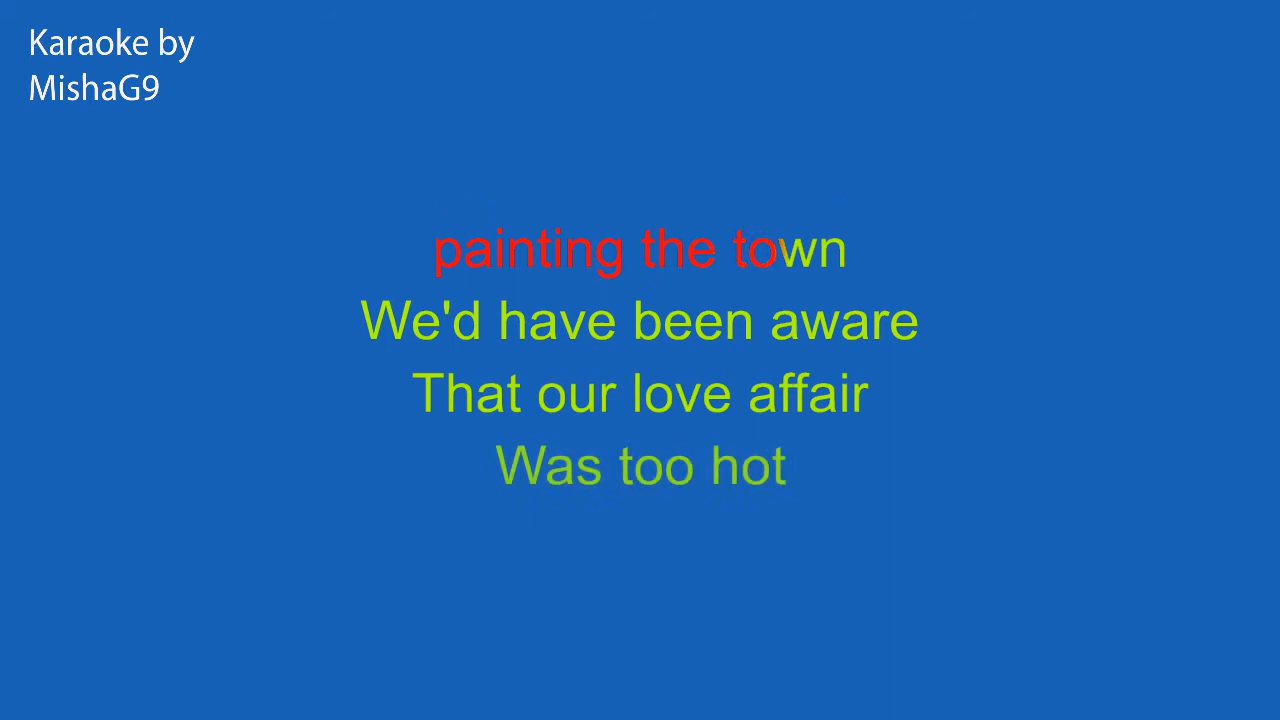 Karaoke by
MishaG9
painting the town
We'd have been aware
That our love affair
Was too hot